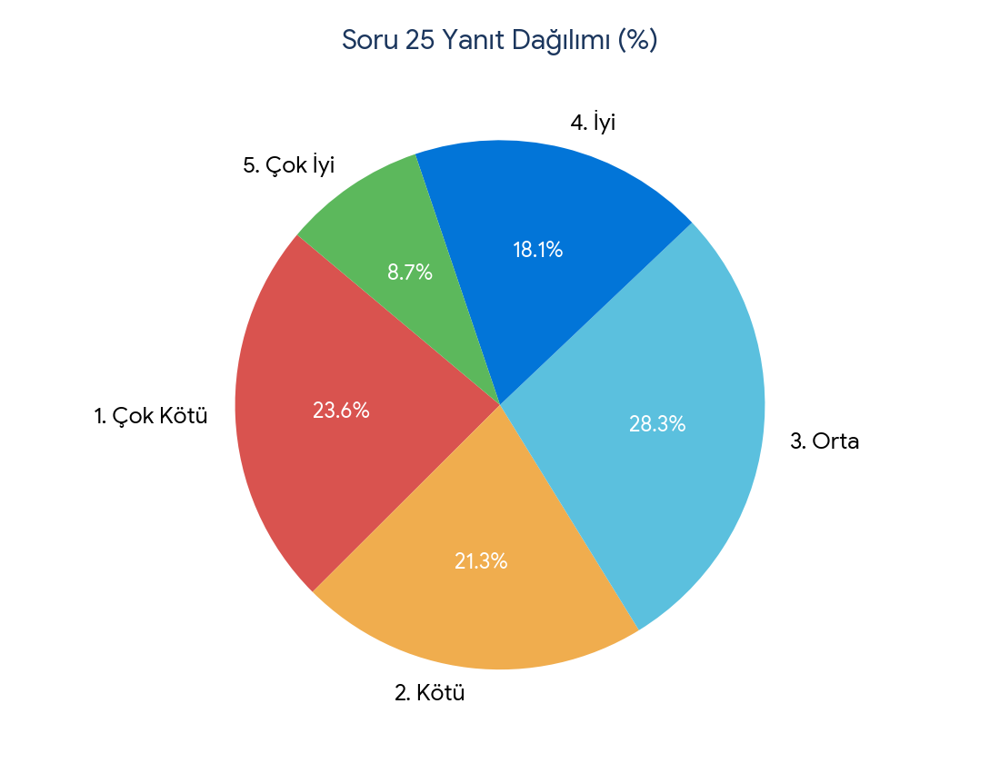 Soru 25 Yanıt Dağılımı (%)
4. İyi
5. Çok İyi
18.1%
8.7%
23.6%
1. Çok Kötü
28.3%
3. Orta
21.3%
2. Kötü